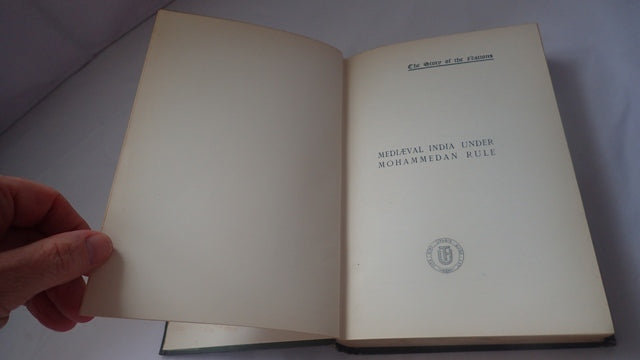 The Story of the Nations
MEDIÆVAL INDIA UNDER
MOHAMMEDAN RULE